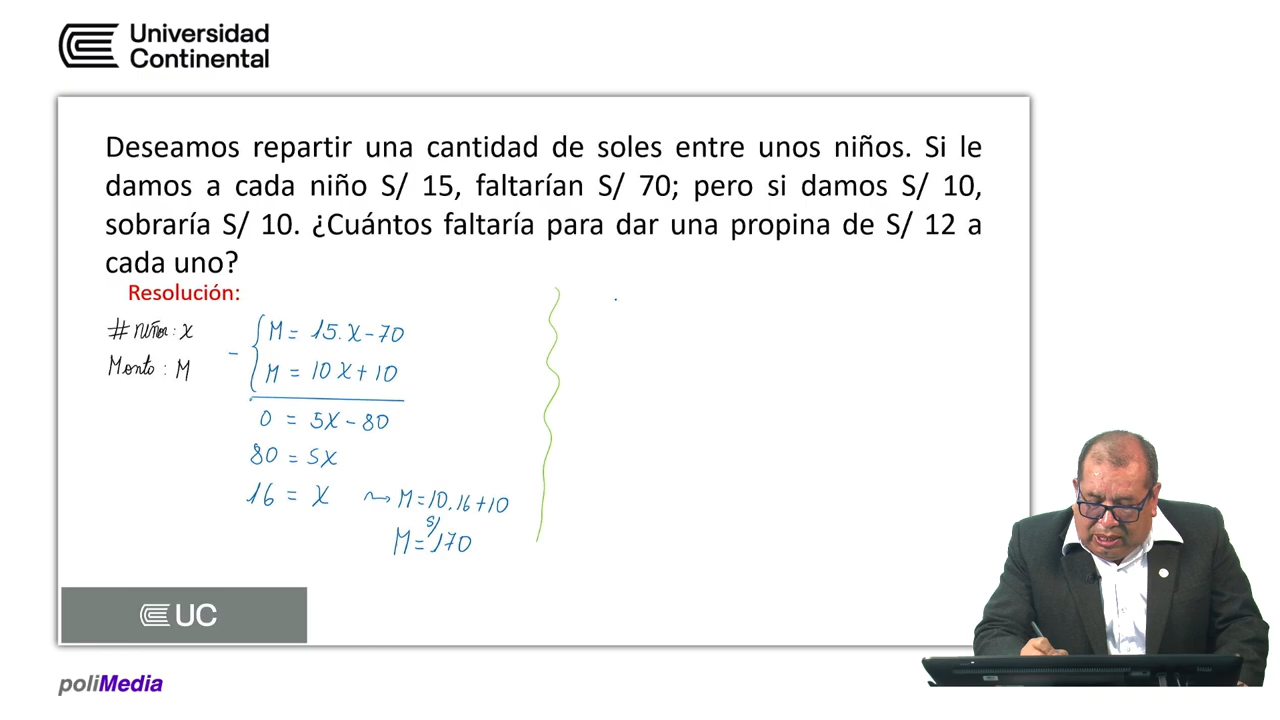 Universidad
Continental
Deseamos repartir una cantidad de soles entre unos niños. Si le
damos a cada niño S/ 15, faltarían S/ 70; pero si damos S/ 10,
sobraría S/ 10. ¿Cuántos faltaría para dar una propina de S/ 12 a
cada uno?
Resolución:
# niños: x
Monto: M
M = 15.x - 70
- { M = 10x + 10
0 = 5x - 80
80 = 5x
16 = x ⤳ M = 10.16 + 10
M = S/ 170
UC
poliMedia